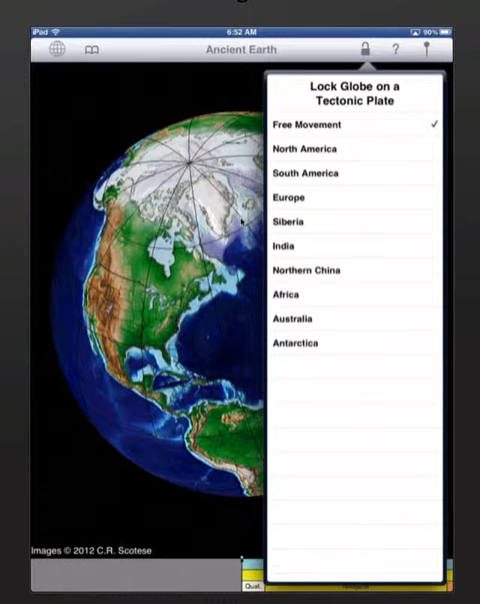 iPad
6:52 AM
90%
Ancient Earth
?
Lock Globe on a
Tectonic Plate
Free Movement
North America
South America
Europe
Siberia
India
Northern China
Africa
Australia
Antarctica
Images © 2012 C.R. Scotese
Quat.